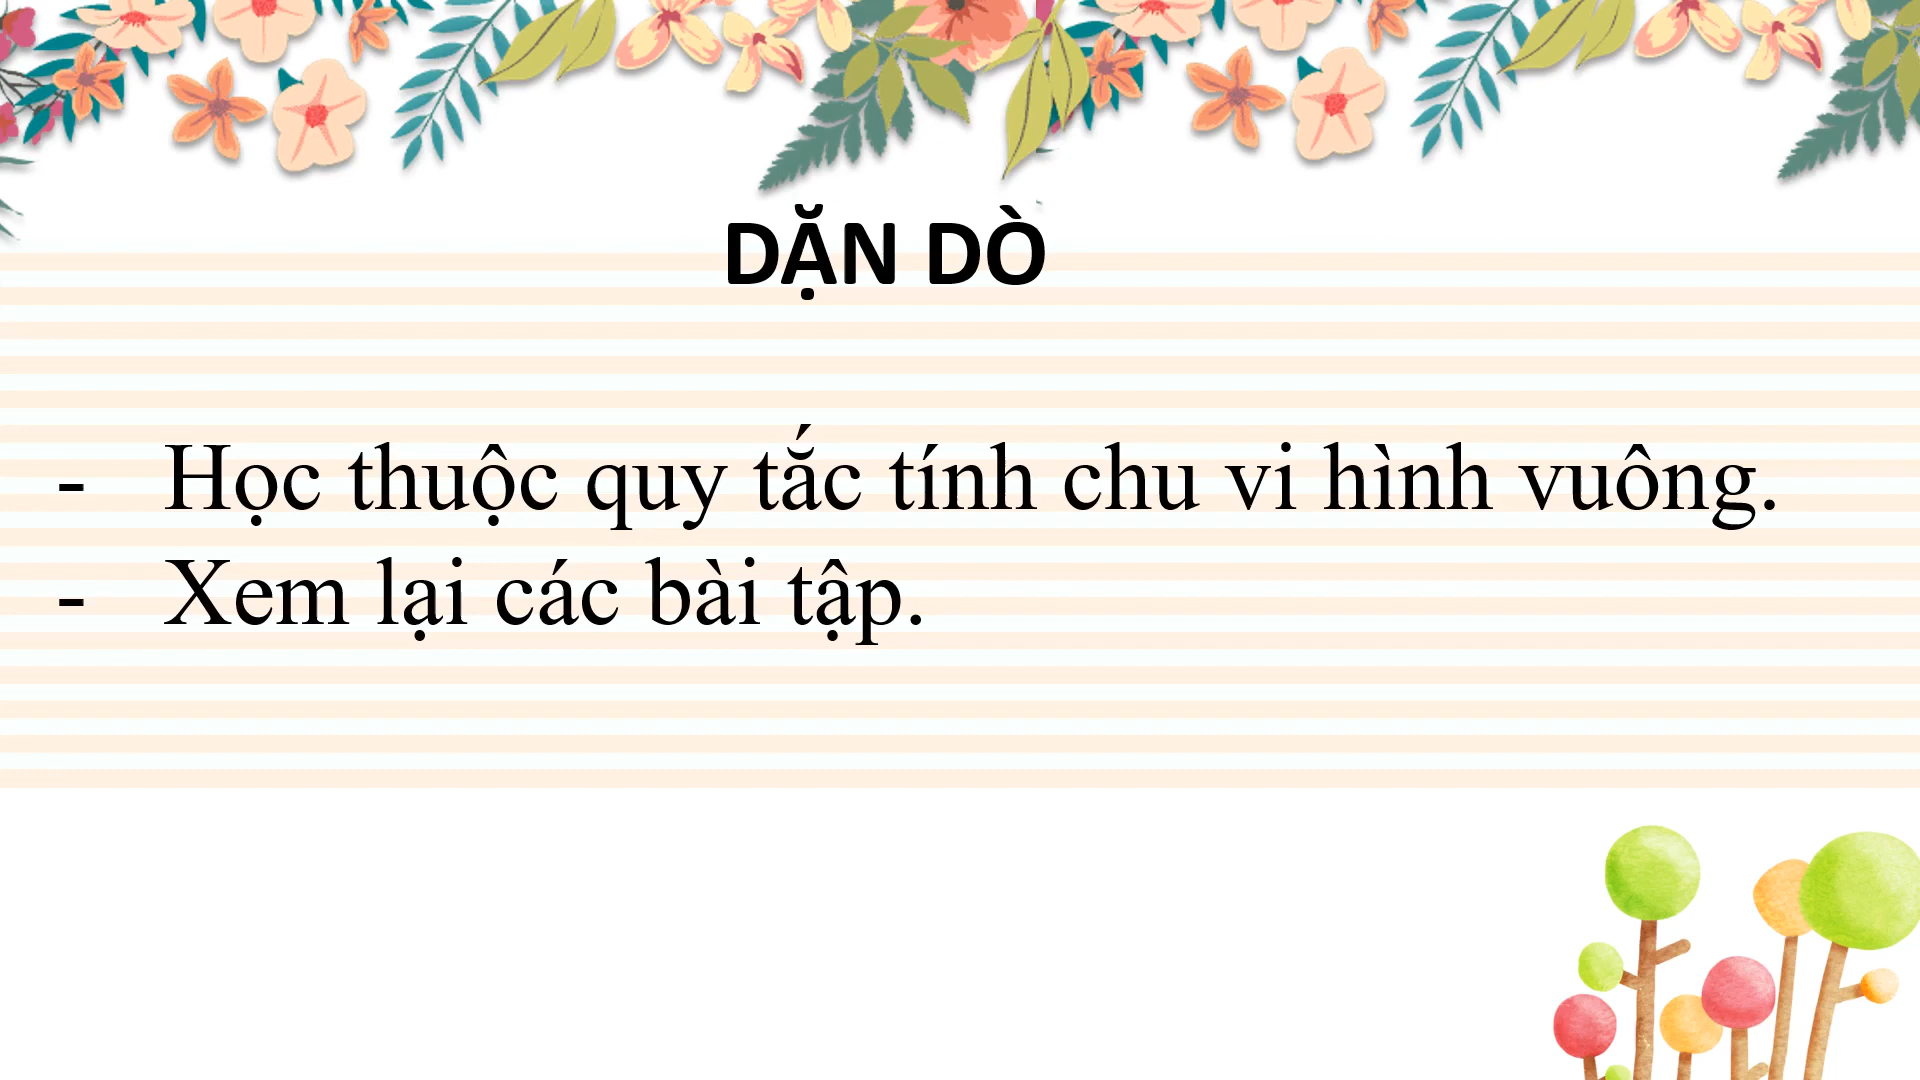 DẶN DÒ
- Học thuộc quy tắc tính chu vi hình vuông.
- Xem lại các bài tập.